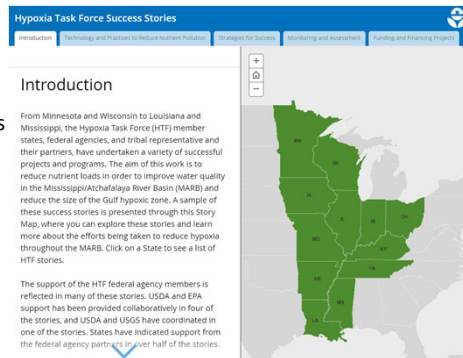 Hypoxia Task Force Success Stories
Introduction
Technology and Practices to Reduce Nutrient Pollution
Strategies for Success
Monitoring and Assessment
Funding and Financing Projects
s
Introduction
From Minnesota and Wisconsin to Louisiana and
Mississippi, the Hypoxia Task Force (HTF) member
states, federal agencies, and tribal representative and
their partners, have undertaken a variety of successful
projects and programs. The aim of this work is to
reduce nutrient loads in order to improve water quality
in the Mississippi/Atchafalaya River Basin (MARB) and
reduce the size of the Gulf hypoxic zone. A sample of
these success stories is presented through this Story
Map, where you can explore these stories and learn
more about the efforts being taken to reduce hypoxia
throughout the MARB. Click on a State to see a list of
HTF stories.
The support of the HTF federal agency members is
reflected in many of these stories. USDA and EPA
support has been provided collaboratively in four of
the stories, and USDA and USGS have coordinated in
one of the stories. States have indicated support from
the federal agency partners in over half of the stories.
+
−
MN
WI
IA
IL
IN
OH
MO
KY
TN
AR
MS
LA